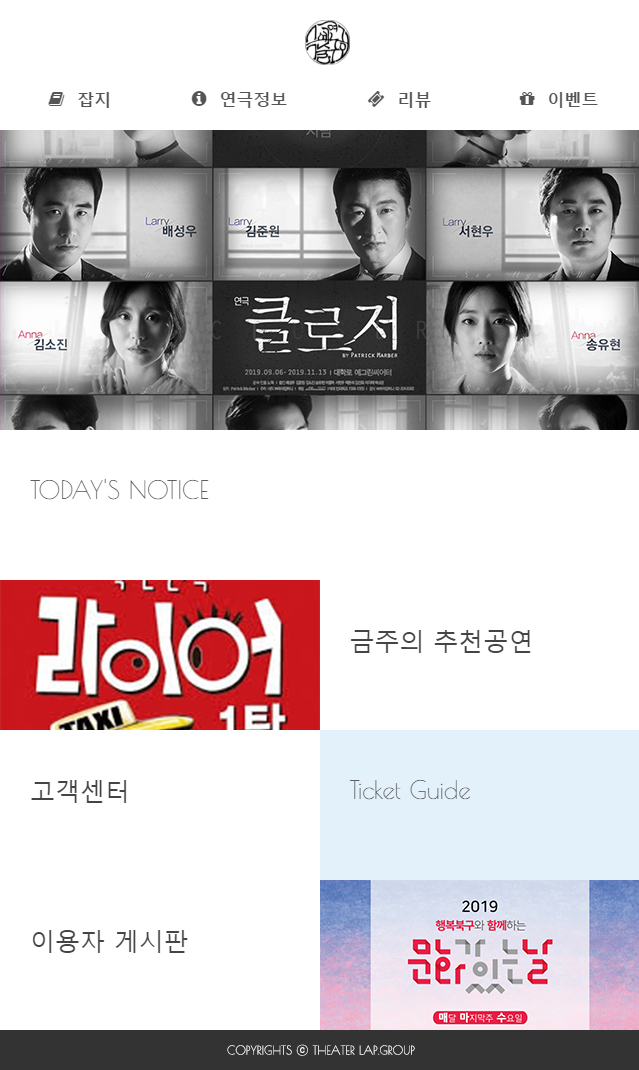 잡지
연극정보
리뷰
이벤트
Larry
배성우
Larry
김준원
Larry
서현우
Anna
김소진
연극
클로저
BY PATRICK MARBER
2019.09.06-2019.11.13 | 대학로 예그린씨어터
Anna
송유현
TODAY'S NOTICE
라이어
TAXI
1탄
금주의 추천공연
고객센터
Ticket Guide
이용자 게시판
2019
행복북구와 함께하는
문화가 있는 날
매달 마지막주 수요일
COPYRIGHTS ⓒ THEATER LAP.GROUP